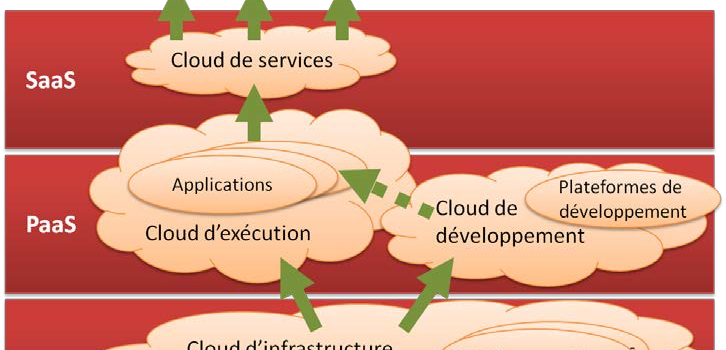 Cloud de services
SaaS
Applications
Plateformes de
développement
Cloud de
développement
PaaS
Cloud d'exécution
Cloud d'infrastructure